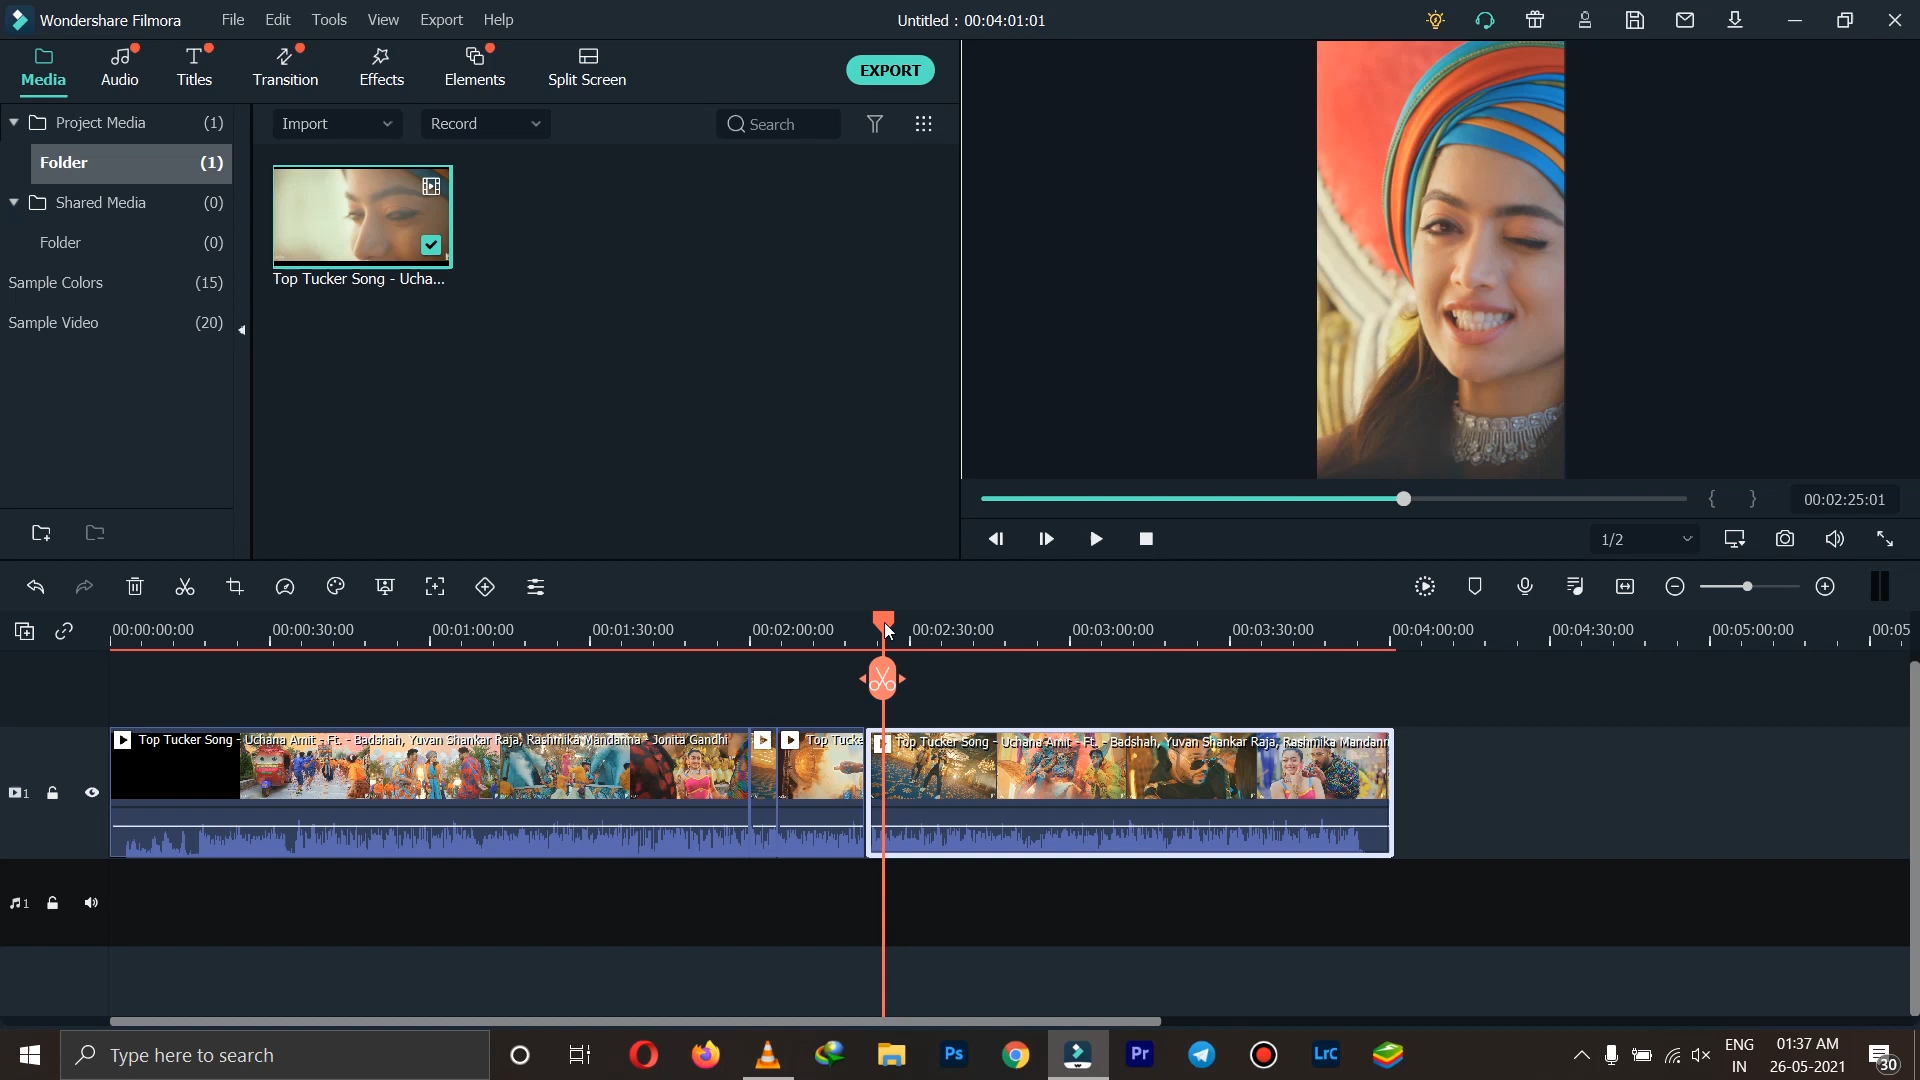 Wondershare Filmora
File Edit Tools View Export Help
Untitled : 00:04:01:01
Media Audio Titles Transition Effects Elements Split Screen
EXPORT
Project Media (1)
Folder (1)
Shared Media (0)
Folder (0)
Sample Colors (15)
Sample Video (20)
Import Record Search
Top Tucker Song - Ucha...
00:02:25:01
1/2
00:00:00:00 00:00:30:00 00:01:00:00 00:01:30:00 00:02:00:00 00:02:30:00 00:03:00:00 00:03:30:00 00:04:00:00 00:04:30:00 00:05:00:00 00:05
Top Tucker Song - Uchana Amit - Ft. - Badshah, Yuvan Shankar Raja, Rashmika Mandanna - Jonita Gandhi
Top Tucke
Top Tucker Song - Uchana Amit - Ft. - Badshah, Yuvan Shankar Raja, Rashmika Mandann
1
1
Type here to search
Ps
Pr
LrC
ENG
IN
01:37 AM
26-05-2021
30